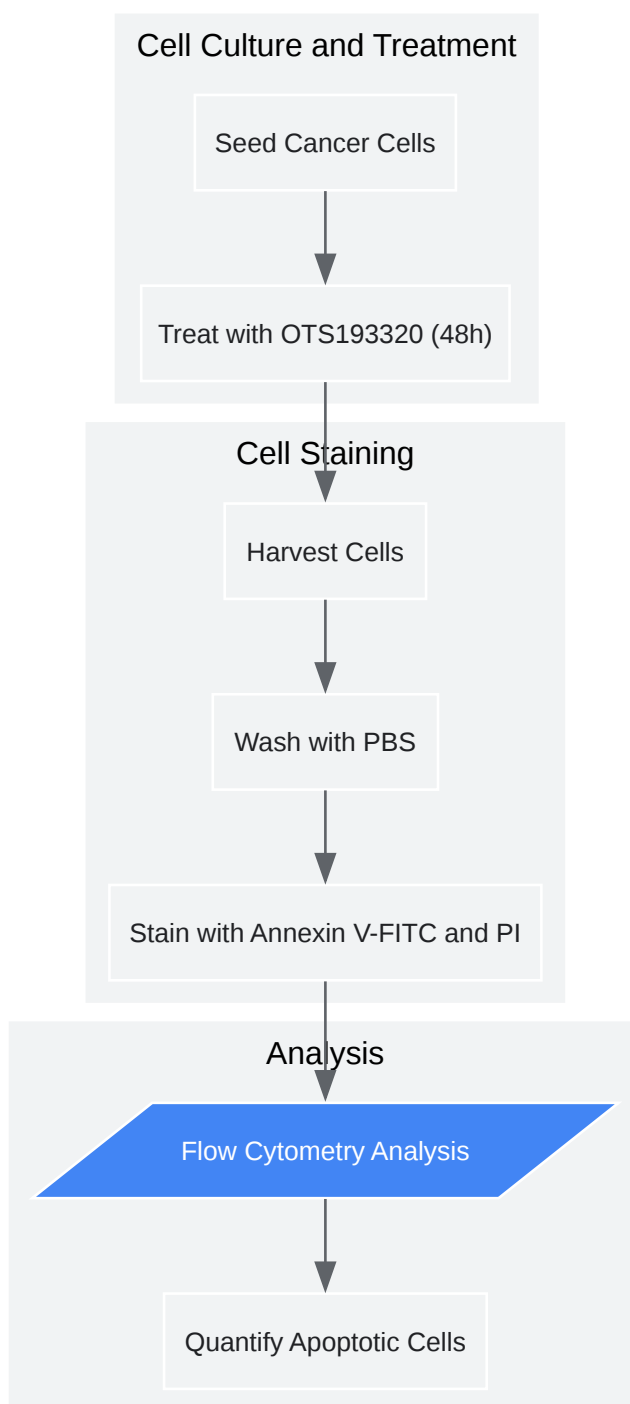 Cell Culture and Treatment
Seed Cancer Cells
Treat with OTS193320 (48h)
Cell Staining
Harvest Cells
Wash with PBS
Stain with Annexin V-FITC and PI
Analysis
Flow Cytometry Analysis
Quantify Apoptotic Cells